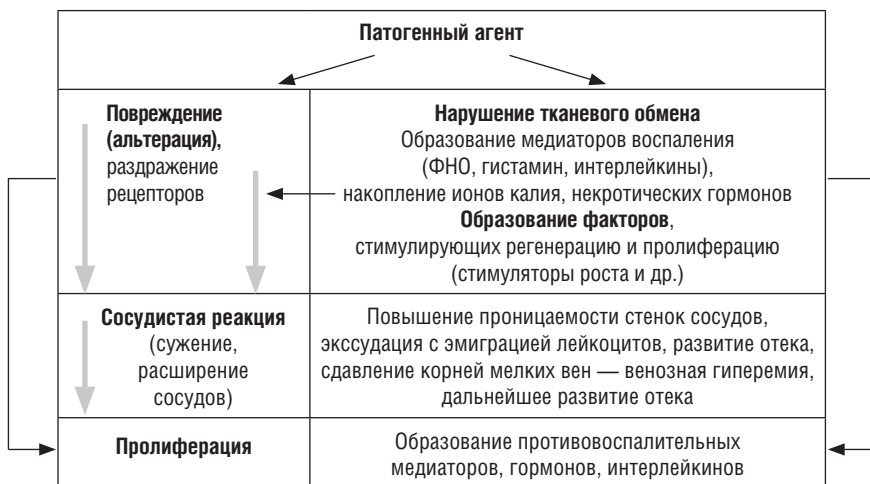 Патогенный агент
Повреждение
(альтерация),
раздражение
рецепторов
Нарушение тканевого обмена
Образование медиаторов воспаления
(ФНО, гистамин, интерлейкины),
накопление ионов калия, некротических гормонов
Образование факторов,
стимулирующих регенерацию и пролиферацию
(стимуляторы роста и др.)
Сосудистая реакция
(сужение,
расширение
сосудов)
Повышение проницаемости стенок сосудов,
экссудация с эмиграцией лейкоцитов, развитие отека,
сдавление корней мелких вен — венозная гиперемия,
дальнейшее развитие отека
Пролиферация
Образование противовоспалительных
медиаторов, гормонов, интерлейкинов